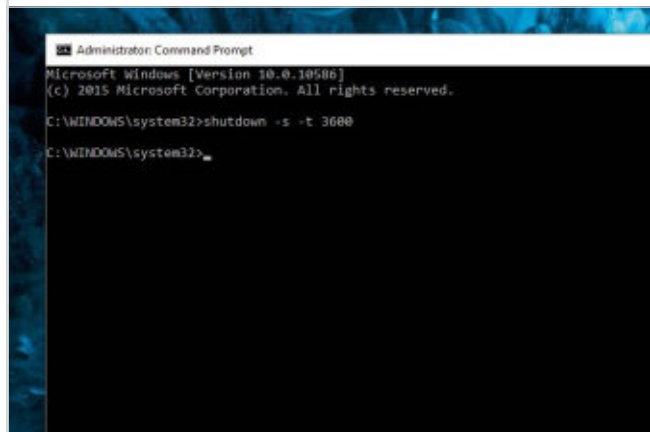 Administrator: Command Prompt
Microsoft Windows [Version 10.0.10586]
(c) 2015 Microsoft Corporation. All rights reserved.
C:\WINDOWS\system32>shutdown -s -t 3600
C:\WINDOWS\system32>